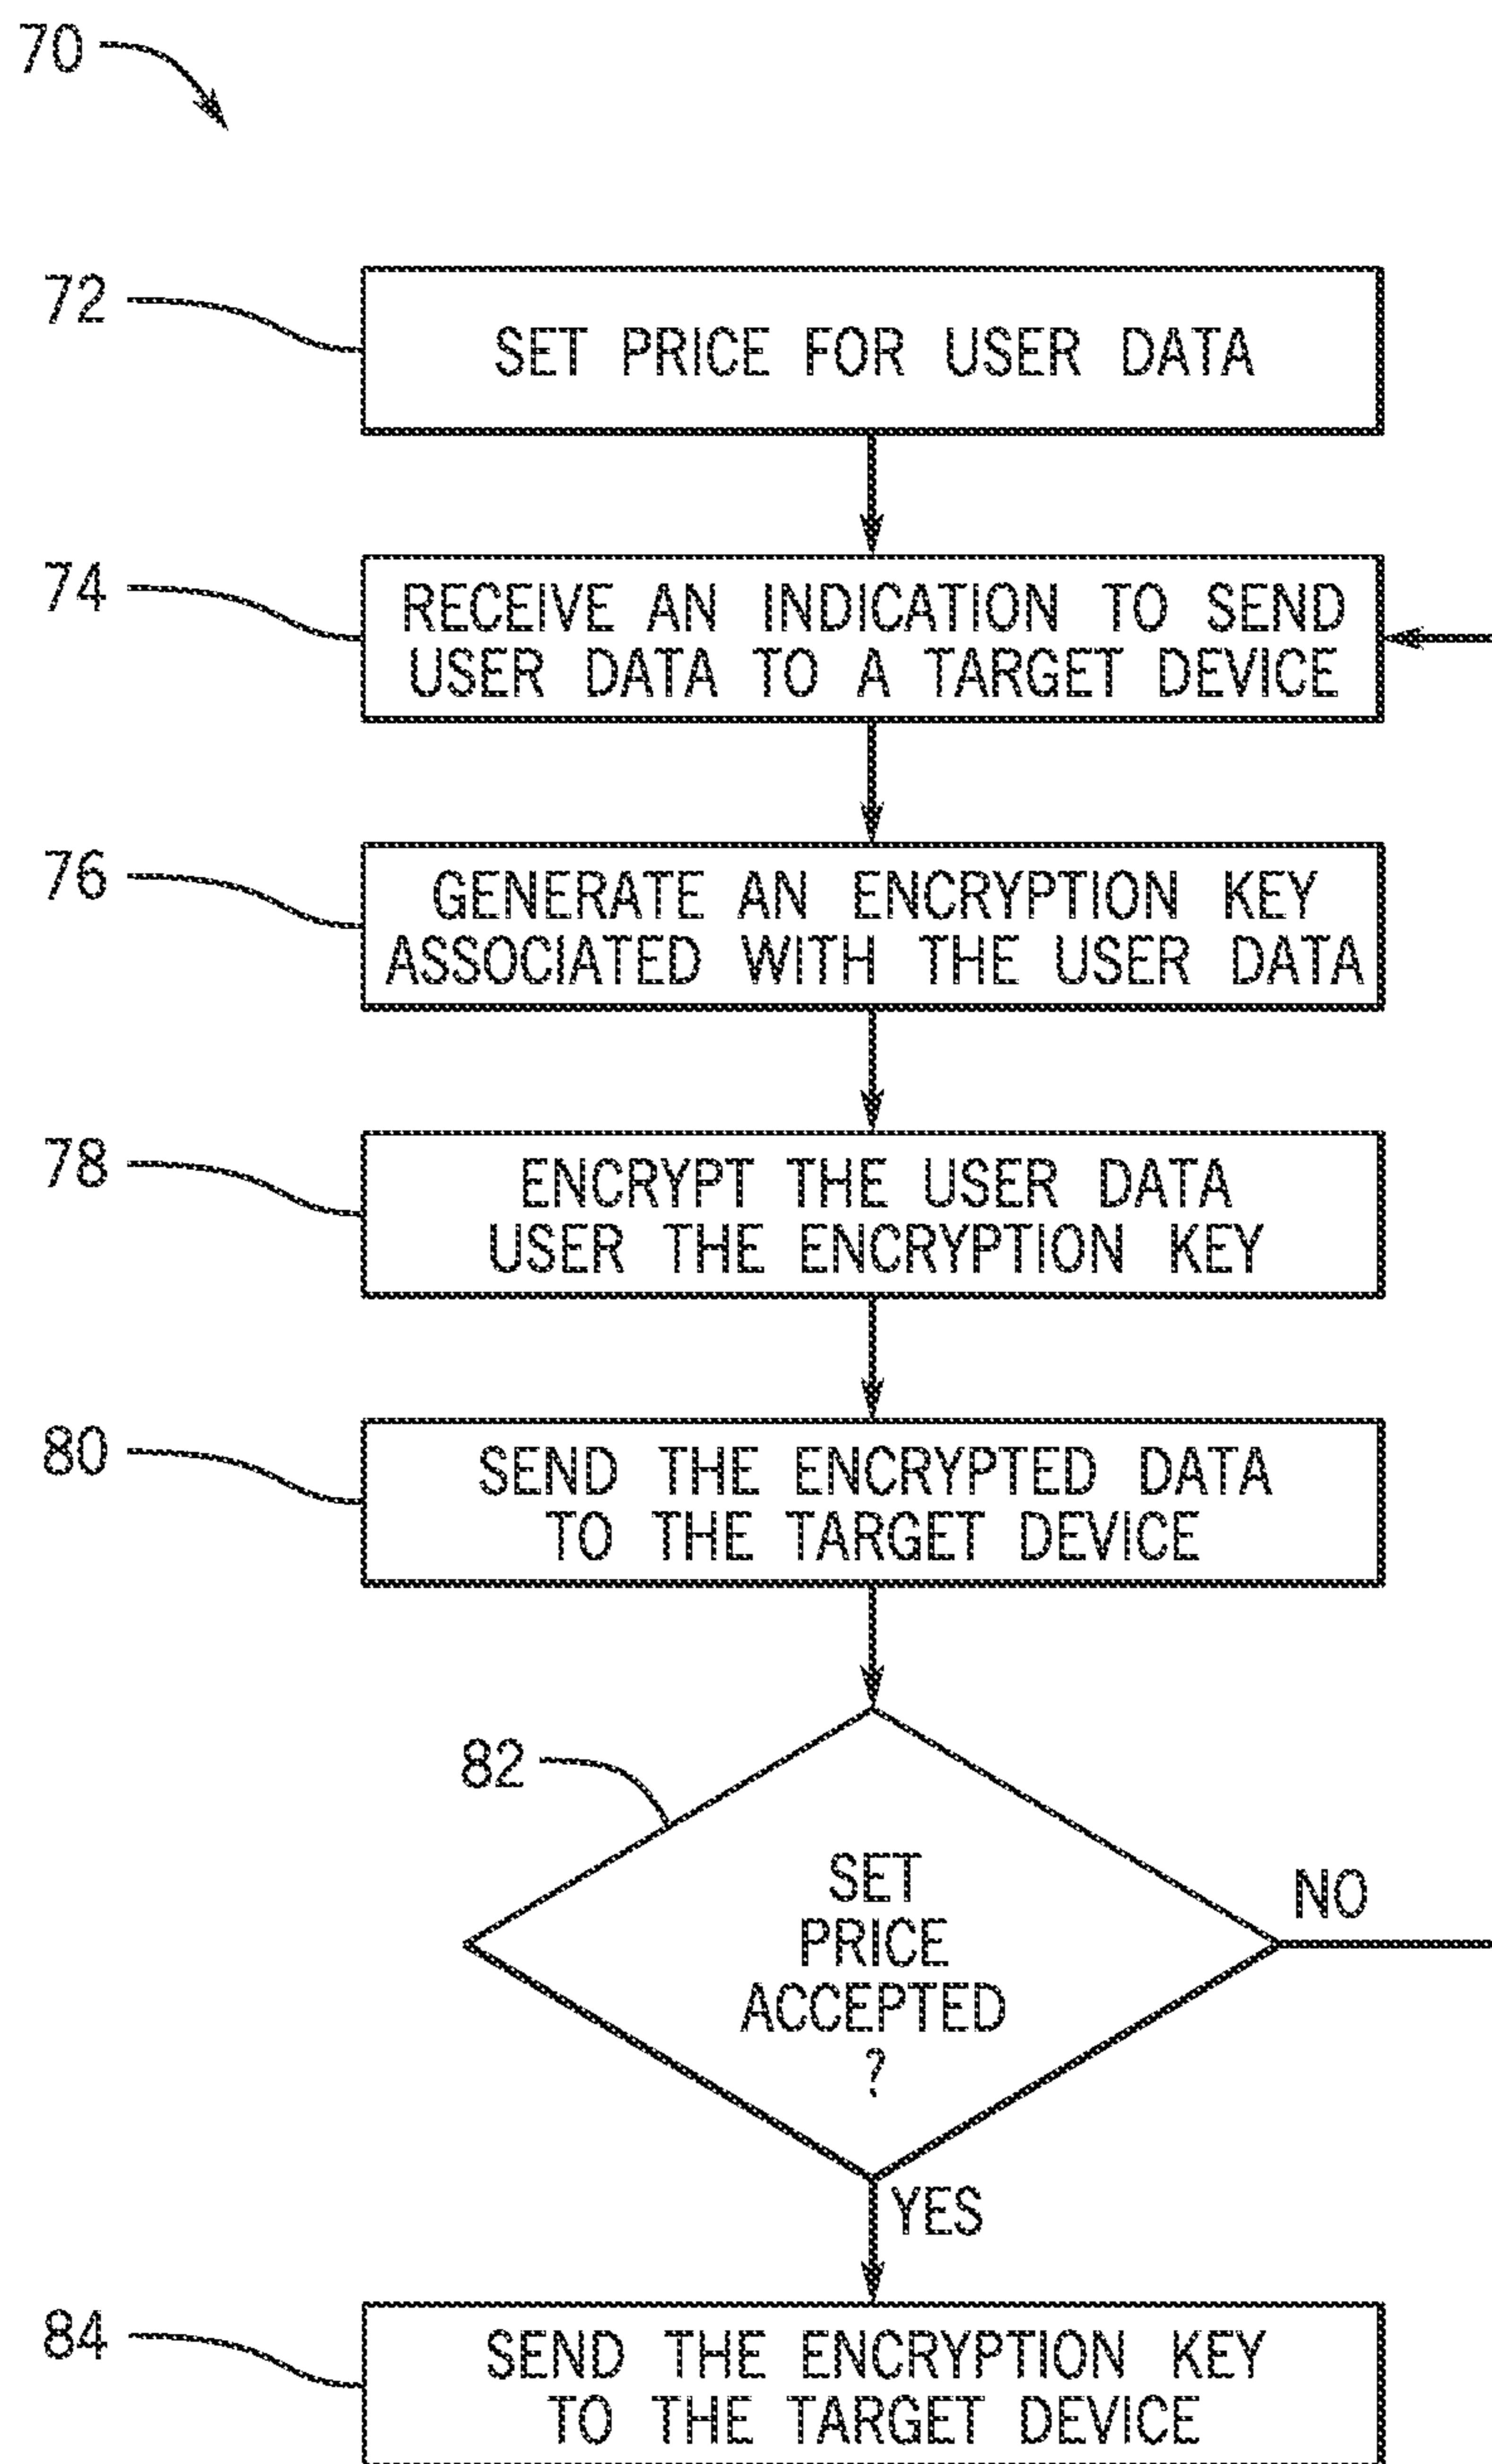 70
72
SET PRICE FOR USER DATA
74
RECEIVE AN INDICATION TO SEND
USER DATA TO A TARGET DEVICE
76
GENERATE AN ENCRYPTION KEY
ASSOCIATED WITH THE USER DATA
78
ENCRYPT THE USER DATA
USER THE ENCRYPTION KEY
80
SEND THE ENCRYPTED DATA
TO THE TARGET DEVICE
82
SET
PRICE
ACCEPTED
?
NO
YES
84
SEND THE ENCRYPTION KEY
TO THE TARGET DEVICE